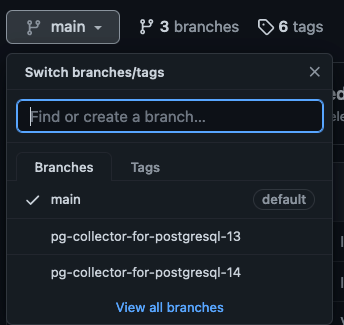 main 3 branches 6 tags
Switch branches/tags
Find or create a branch...
Branches Tags
main default
pg-collector-for-postgresql-13
pg-collector-for-postgresql-14
View all branches